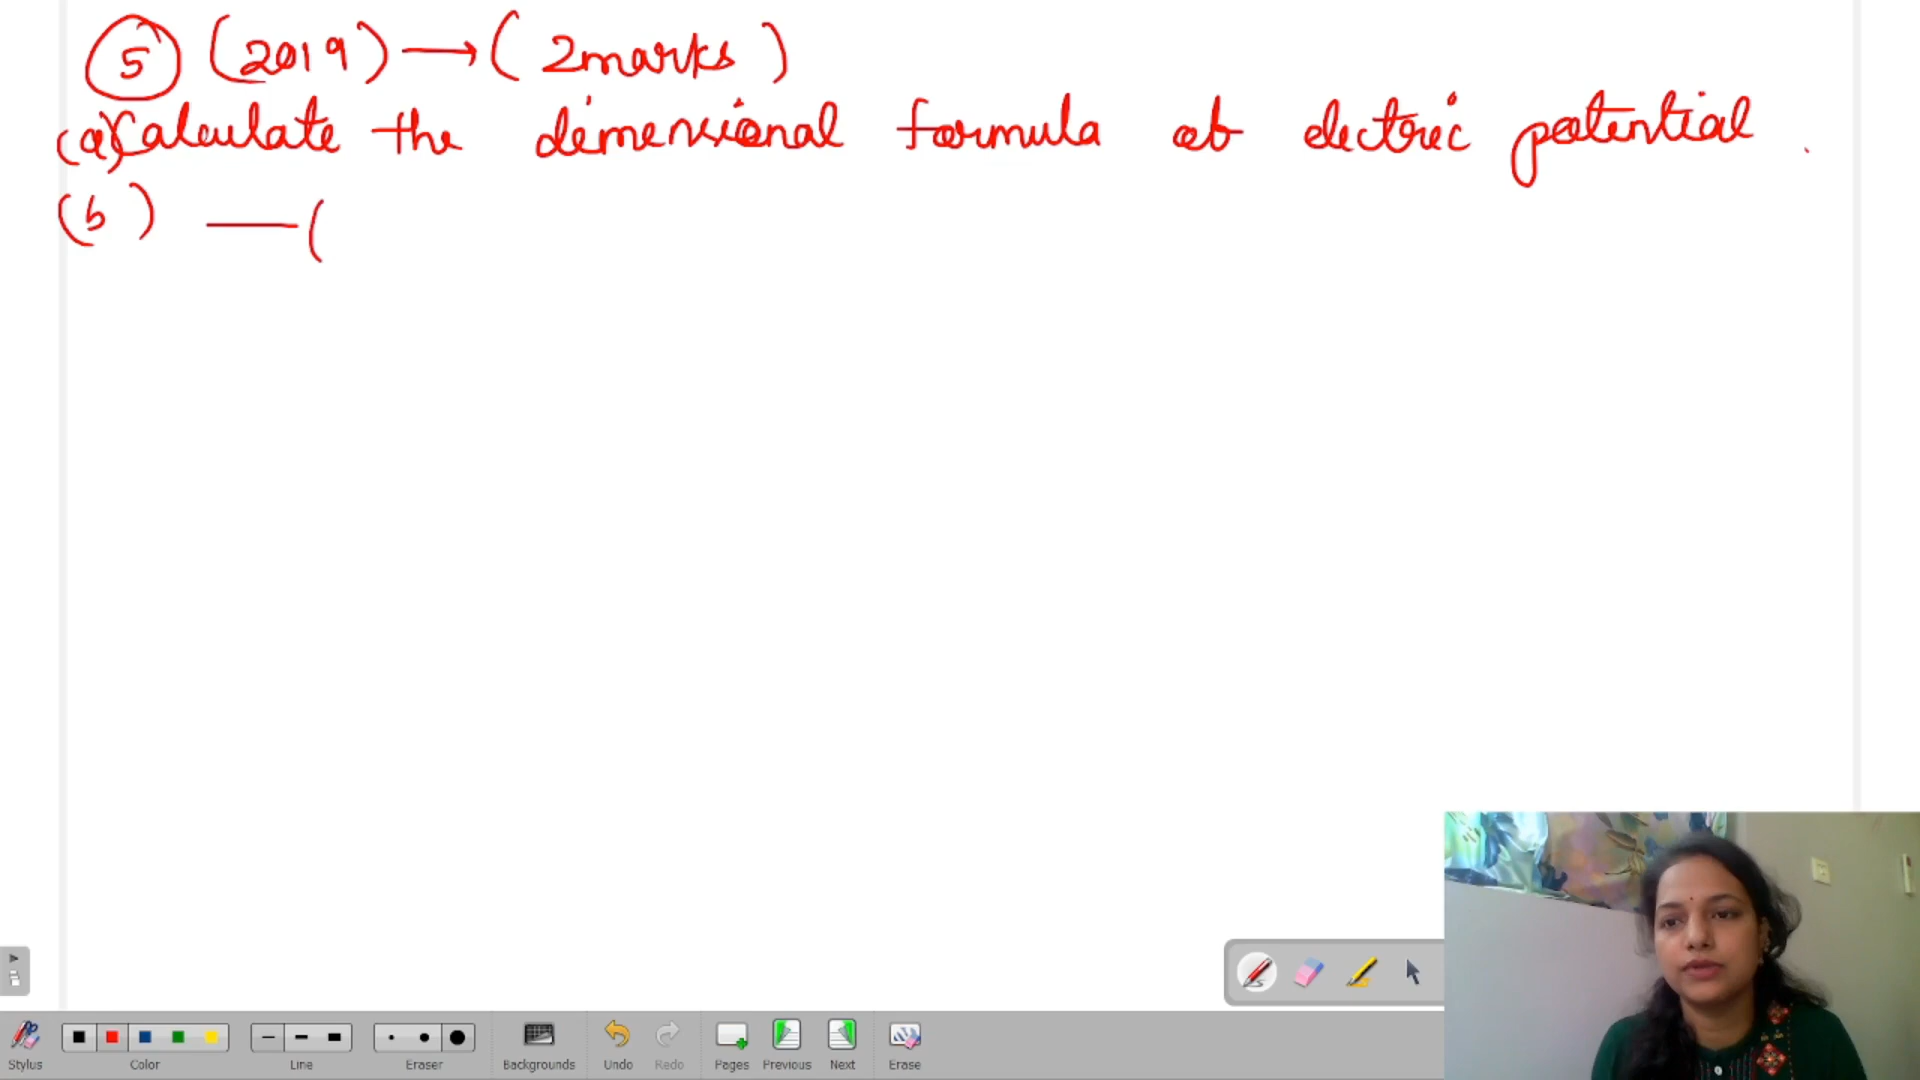 5 (2019) → (2marks)
(a) Calculate the dimensional formula of electric potential .
(b) —(
Stylus Color Line Eraser Backgrounds Undo Redo Pages Previous Next Erase